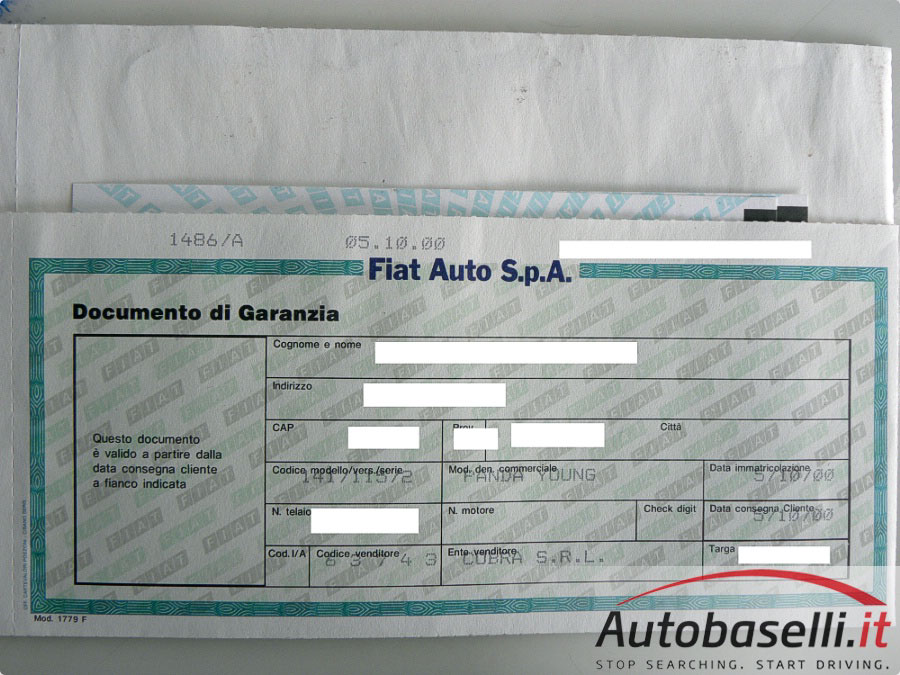 1486/A 05.10.00
Fiat Auto S.p.A.
Documento di Garanzia
Cognome e nome
Indirizzo
CAP Prov. Città
Questo documento
è valido a partire dalla
data consegna cliente
a fianco indicata
Codice modello/vers./serie Mod. den. commerciale Data immatricolazione
141/115/2 PANDA YOUNG 5/10/00
N. telaio N. motore Check digit Data consegna Cliente
5/10/00
Cod. I/A Codice venditore Ente venditore Targa
63743 COBRA S.R.L.
Mod. 1779 F
Autobaselli.it
STOP SEARCHING. START DRIVING.